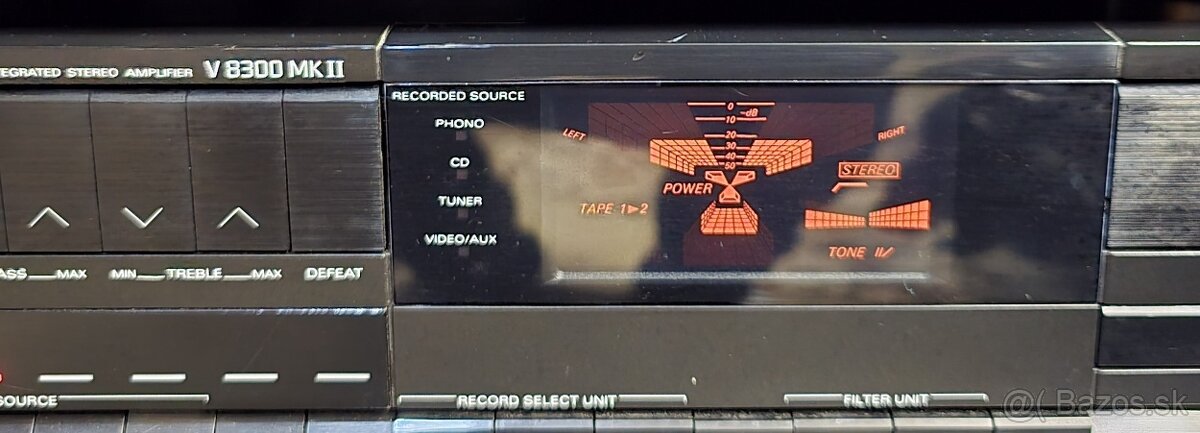 INTEGRATED STEREO AMPLIFIER V 8300 MK II
RECORDED SOURCE
PHONO
CD
TUNER
VIDEO/AUX
0
-dB
10
20
30
40
50
LEFT
RIGHT
POWER
STEREO
TAPE 1►2
TONE
BASS MAX MIN TREBLE MAX DEFEAT
SOURCE
RECORD SELECT UNIT
FILTER UNIT
@( Bazos.sk